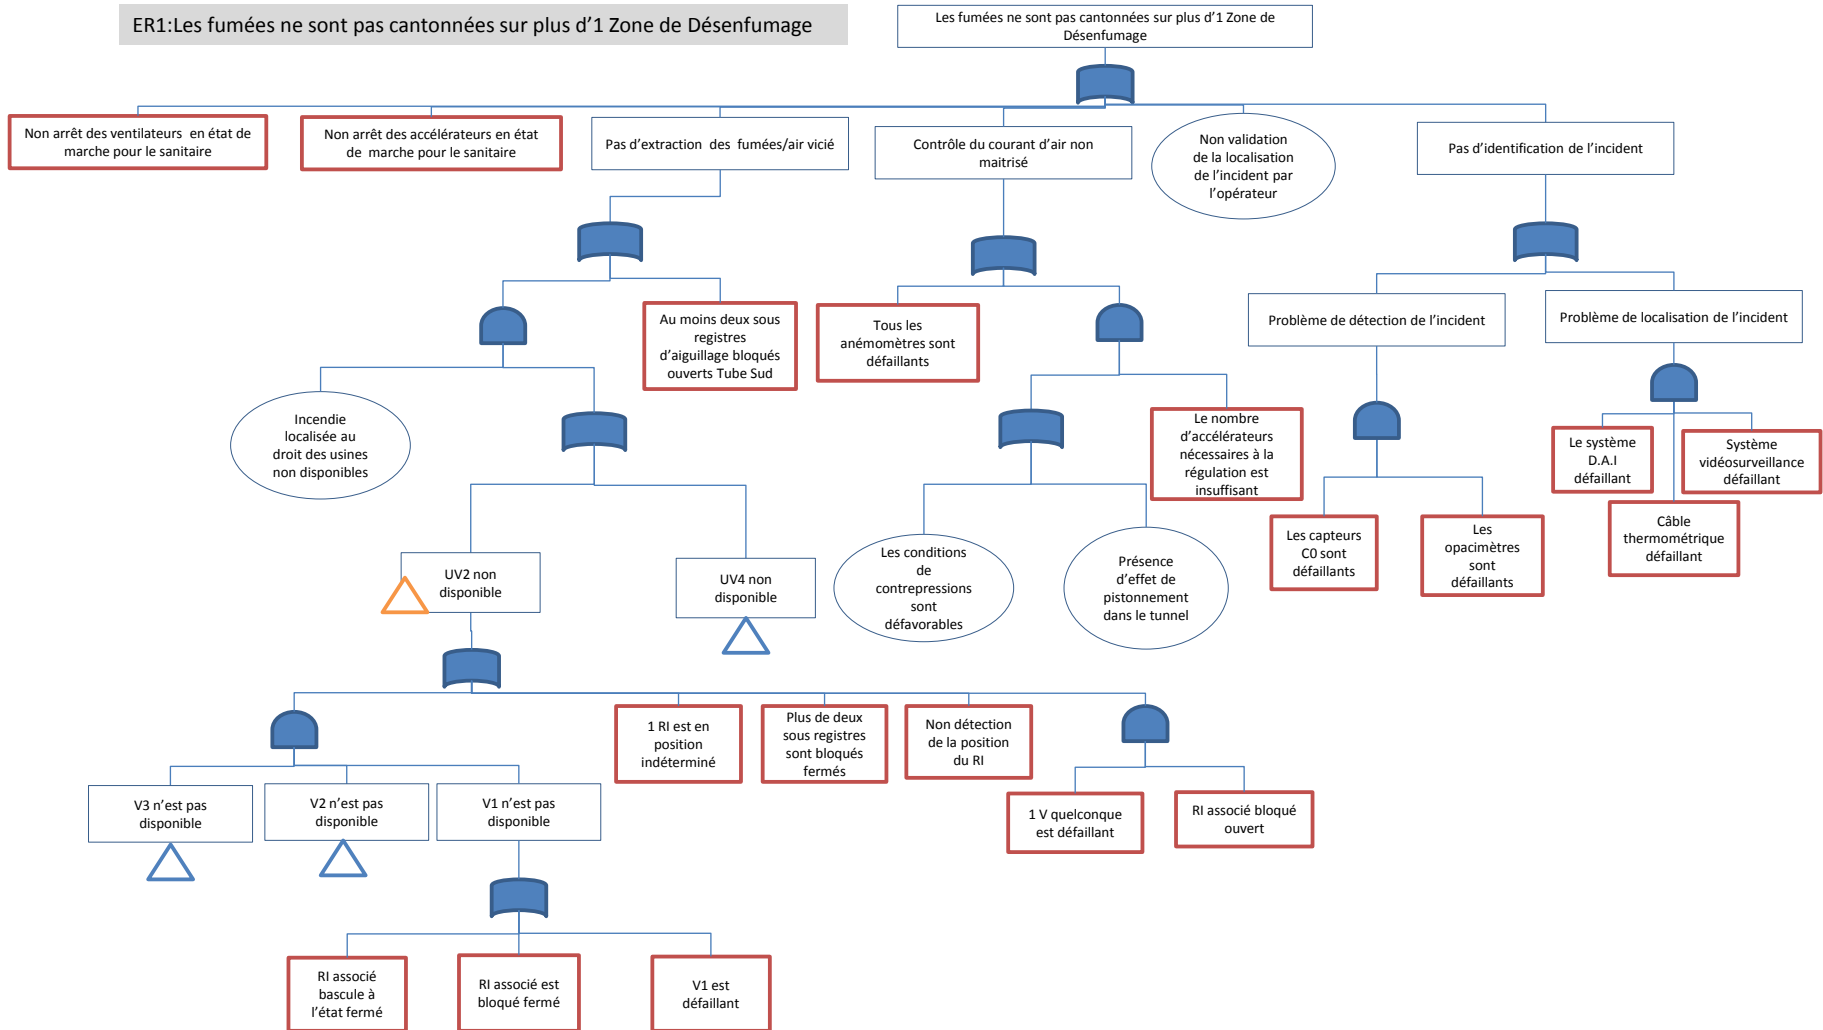 ER1:Les fumées ne sont pas cantonnées sur plus d’1 Zone de Désenfumage
Les fumées ne sont pas cantonnées sur plus d’1 Zone de
Désenfumage
Non arrêt des ventilateurs en état de
marche pour le sanitaire
Non arrêt des accélérateurs en état
de marche pour le sanitaire
Pas d’extraction des fumées/air vicié
Contrôle du courant d’air non
maitrisé
Non validation
de la localisation
de l’incident par
l’opérateur
Pas d’identification de l’incident
Au moins deux sous
registres
d’aiguillage bloqués
ouverts Tube Sud
Tous les
anémomètres sont
défaillants
Problème de détection de l’incident
Problème de localisation de l’incident
Incendie
localisée au
droit des usines
non disponibles
Le nombre
d’accélérateurs
nécessaires à la
régulation est
insuffisant
Le système
D.A.I
défaillant
Système
vidéosurveillance
défaillant
Câble
thermométrique
défaillant
Les capteurs
C0 sont
défaillants
Les
opacimètres
sont
défaillants
UV2 non
disponible
UV4 non
disponible
Les conditions
de
contrepressions
sont
défavorables
Présence
d’effet de
pistonnement
dans le tunnel
1 RI est en
position
indéterminé
Plus de deux
sous registres
sont bloqués
fermés
Non détection
de la position
du RI
V3 n’est pas
disponible
V2 n’est pas
disponible
V1 n’est pas
disponible
1 V quelconque
est défaillant
RI associé bloqué
ouvert
RI associé
bascule à
l’état fermé
RI associé est
bloqué fermé
V1 est
défaillant